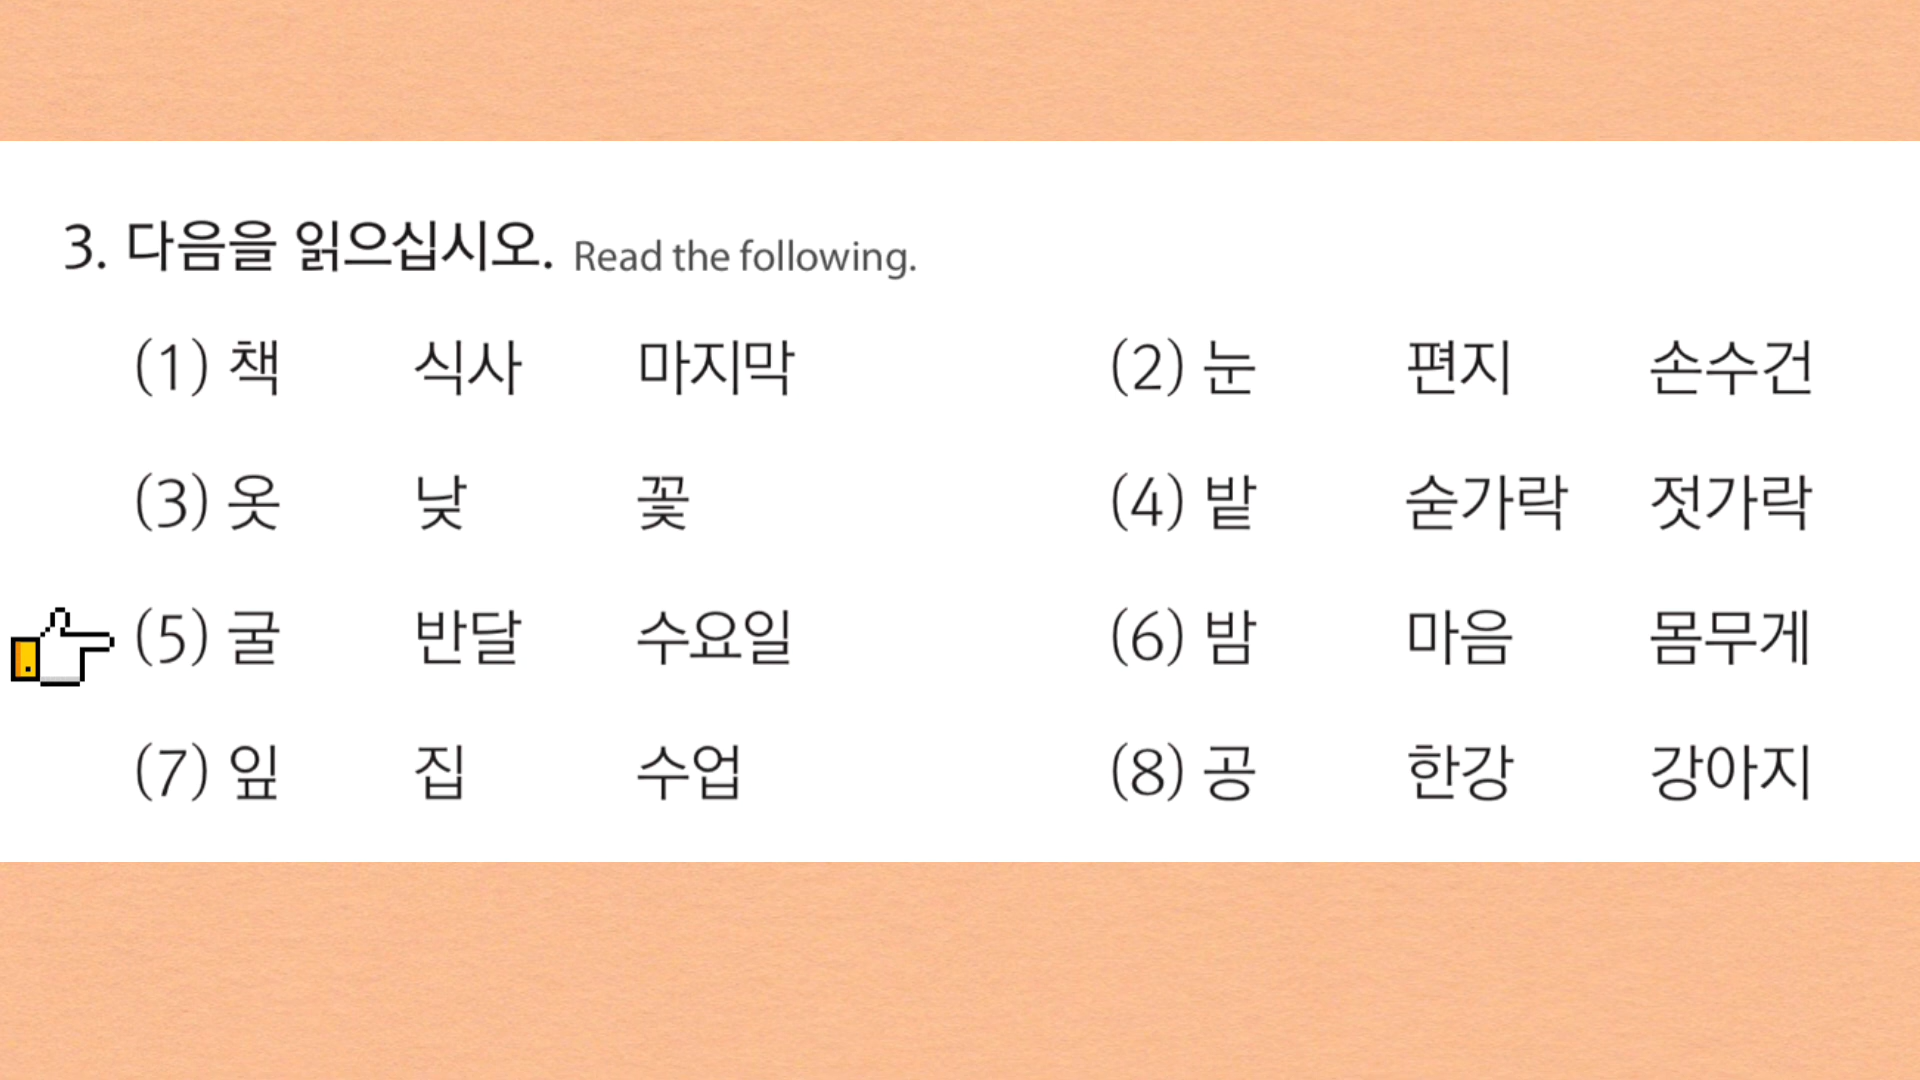 3. 다음을 읽으십시오. Read the following.
(1) 책 식사 마지막 (2) 눈 편지 손수건
(3) 옷 낮 꽃 (4) 밭 숟가락 젓가락
(5) 굴 반달 수요일 (6) 밤 마음 몸무게
(7) 잎 집 수업 (8) 공 한강 강아지